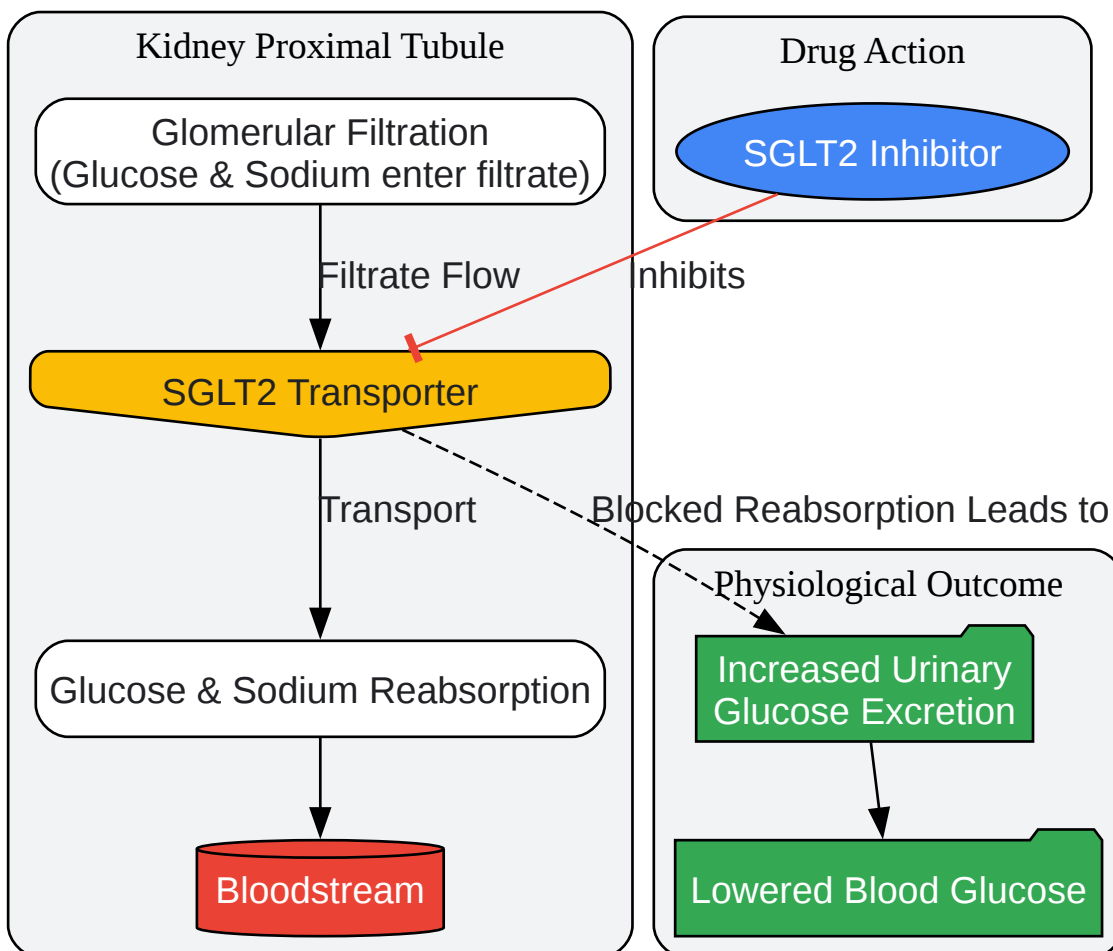 Kidney Proximal Tubule
Glomerular Filtration
(Glucose & Sodium enter filtrate)
Filtrate Flow
SGLT2 Transporter
Transport
Glucose & Sodium Reabsorption
Bloodstream
Drug Action
SGLT2 Inhibitor
Inhibits
Blocked Reabsorption Leads to
Physiological Outcome
Increased Urinary
Glucose Excretion
Lowered Blood Glucose